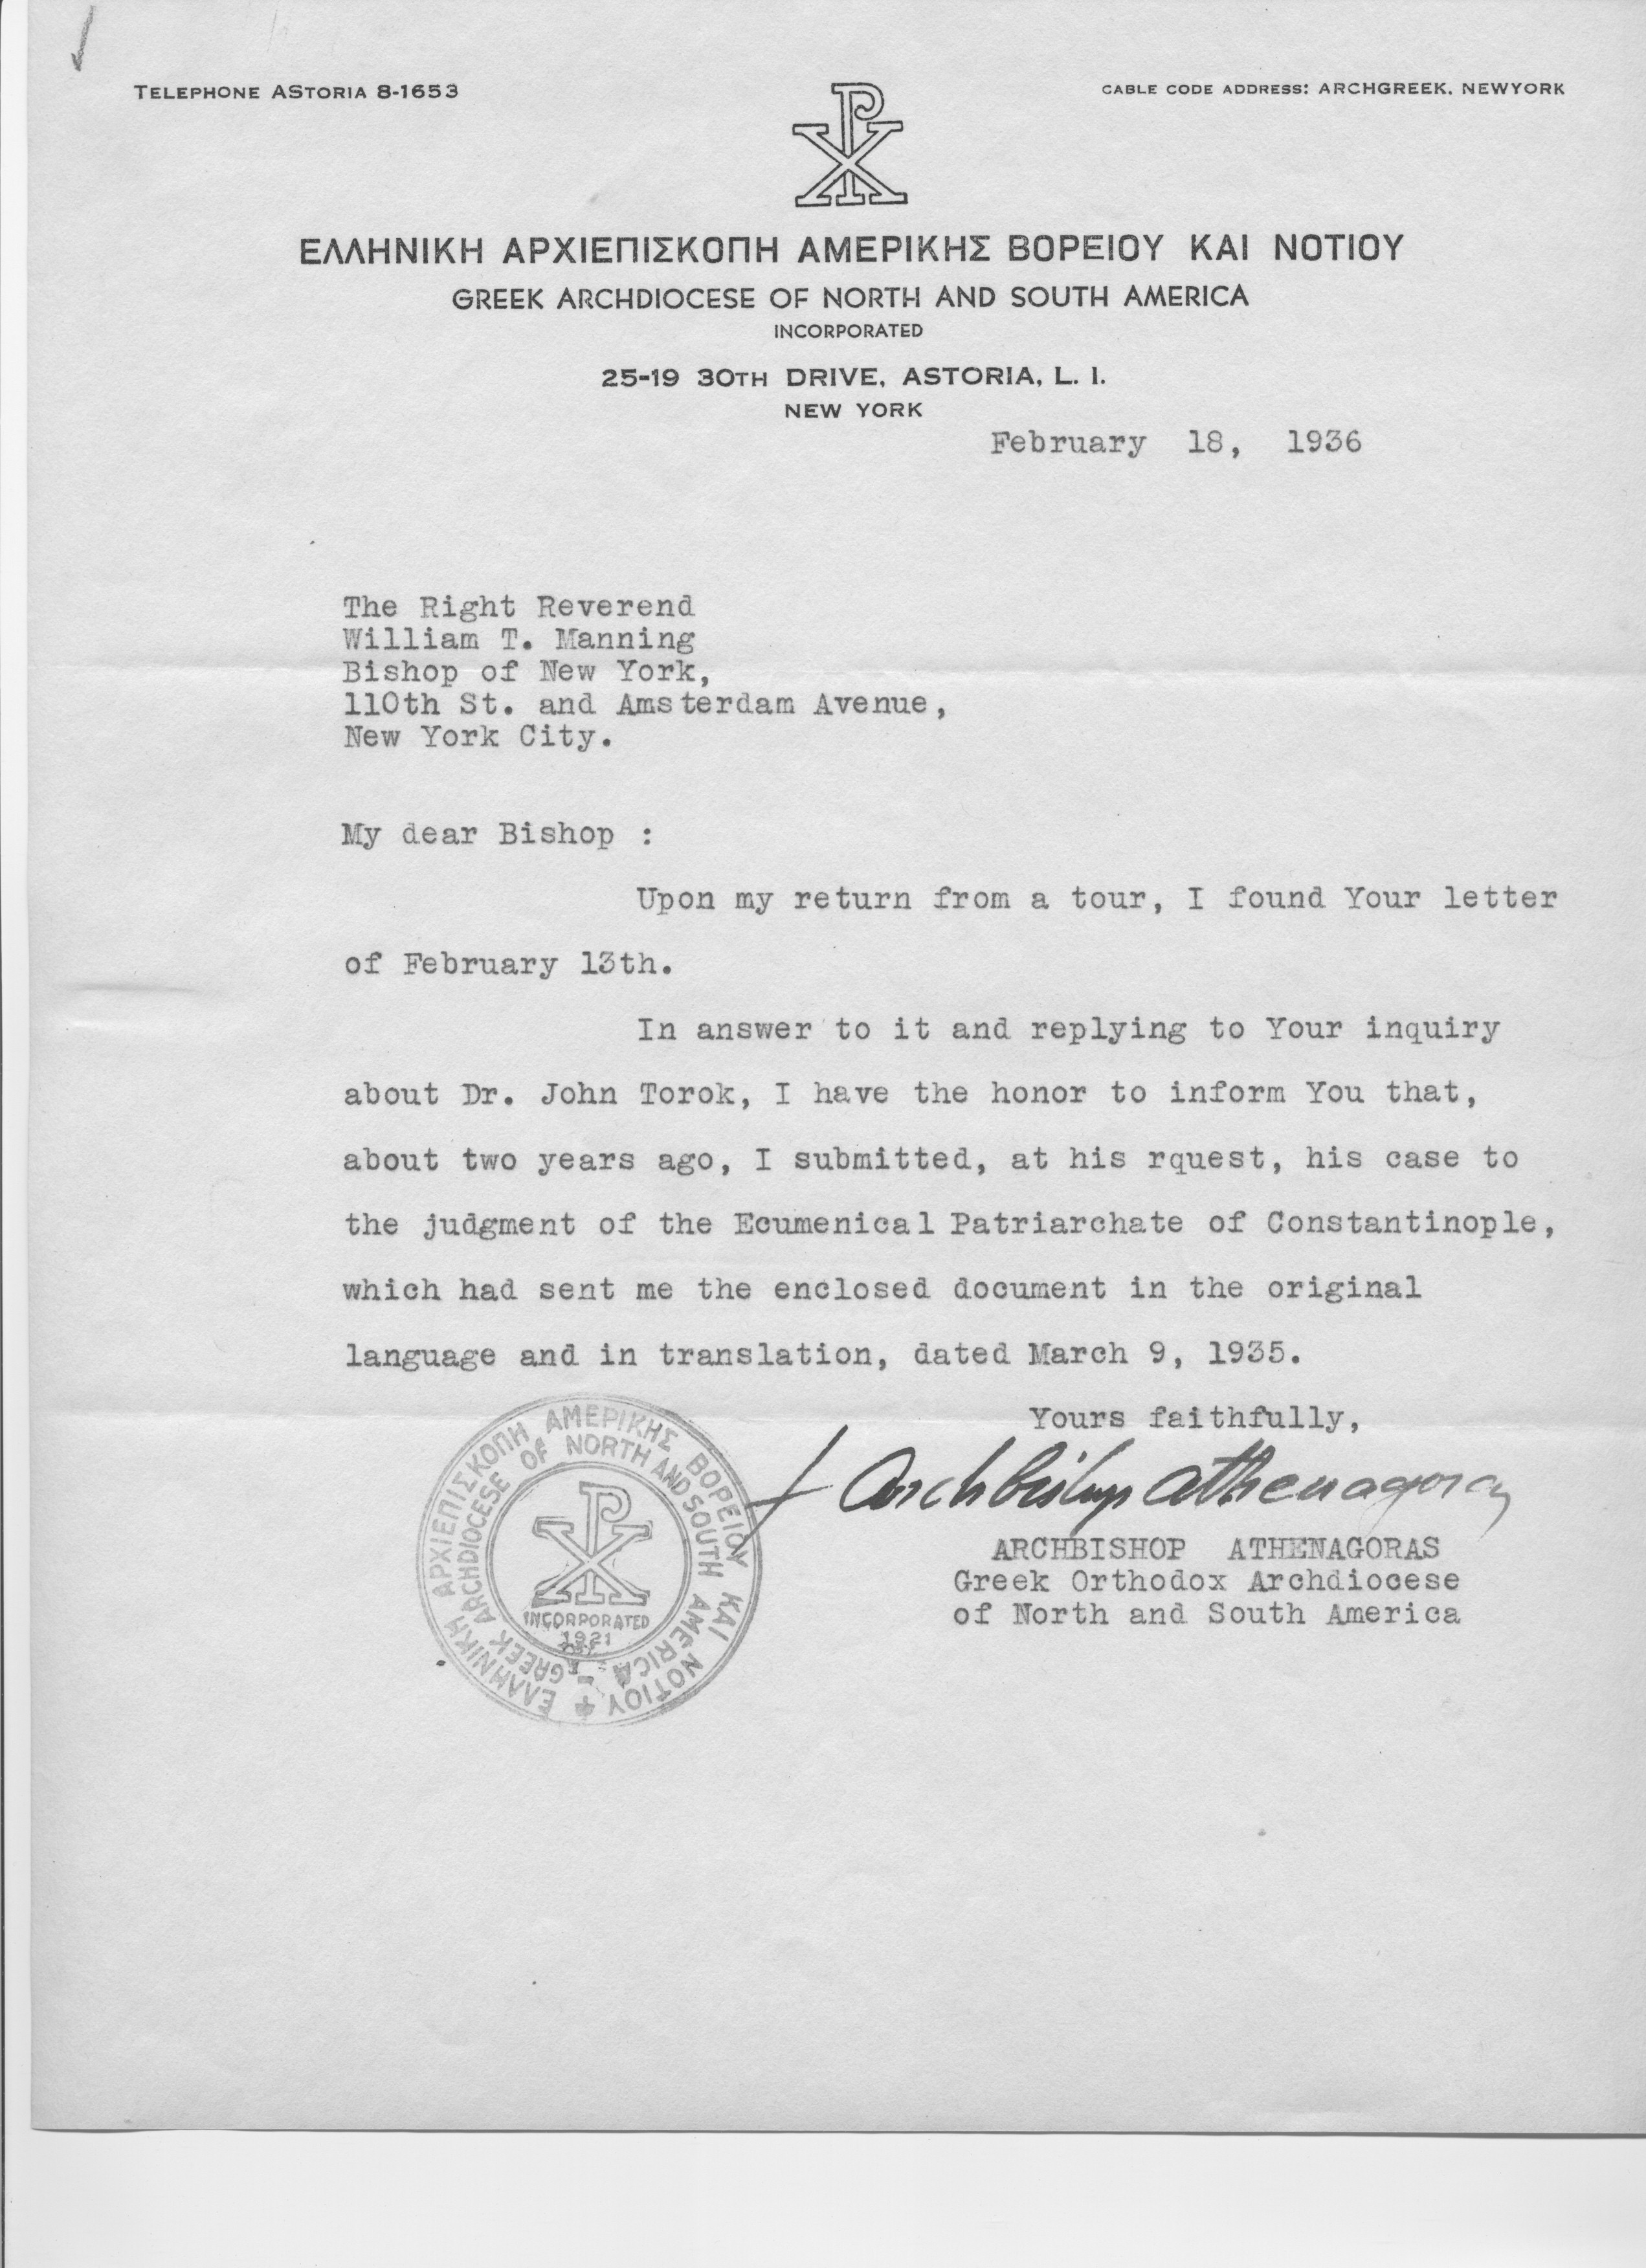 TELEPHONE ASTORIA 8-1653
CABLE CODE ADDRESS: ARCHGREEK, NEWYORK
ΕΛΛΗΝΙΚΗ ΑΡΧΙΕΠΙΣΚΟΠΗ ΑΜΕΡΙΚΗΣ ΒΟΡΕΙΟΥ ΚΑΙ ΝΟΤΙΟΥ
GREEK ARCHDIOCESE OF NORTH AND SOUTH AMERICA
INCORPORATED
25-19 30TH DRIVE, ASTORIA, L. I.
NEW YORK
February 18, 1936
The Right Reverend
William T. Manning
Bishop of New York,
110th St. and Amsterdam Avenue,
New York City.
My dear Bishop :
Upon my return from a tour, I found Your letter
of February 13th.
In answer to it and replying to Your inquiry
about Dr. John Torok, I have the honor to inform You that,
about two years ago, I submitted, at his rquest, his case to
the judgment of the Ecumenical Patriarchate of Constantinople,
which had sent me the enclosed document in the original
language and in translation, dated March 9, 1935.
Yours faithfully,
Archbishop Athenagoras
ARCHBISHOP ATHENAGORAS
Greek Orthodox Archdiocese
of North and South America
ΕΛΛΗΝΙΚΗ ΑΡΧΙΕΠΙΣΚΟΠΗ ΑΜΕΡΙΚΗΣ ΒΟΡΕΙΟΥ ΚΑΙ ΝΟΤΙΟΥ
GREEK ARCHDIOCESE OF NORTH AND SOUTH AMERICA
INCORPORATED
1921